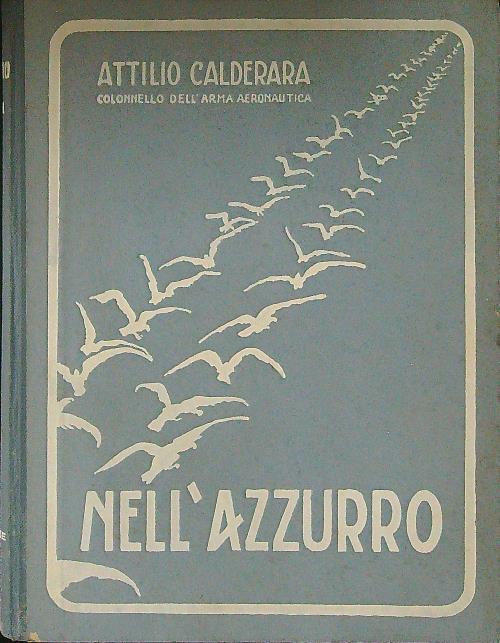 ATTILIO CALDERARA
COLONNELLO DELL'ARMA AERONAUTICA
NELL'AZZURRO